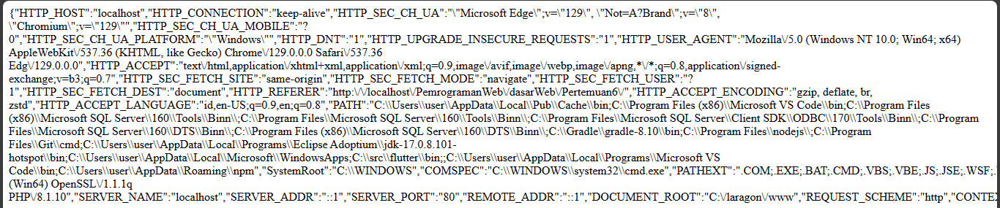 {"HTTP_HOST":"localhost","HTTP_CONNECTION":"keep-alive","HTTP_SEC_CH_UA":"\"Microsoft Edge\";v=\"129\", \"Not=A?Brand\";v=\"8\",
\"Chromium\";v=\"129\"","HTTP_SEC_CH_UA_MOBILE":"?
0","HTTP_SEC_CH_UA_PLATFORM":"\"Windows\"","HTTP_DNT":"1","HTTP_UPGRADE_INSECURE_REQUESTS":"1","HTTP_USER_AGENT":"Mozilla\/5.0 (Windows NT 10.0; Win64; x64)
AppleWebKit\/537.36 (KHTML, like Gecko) Chrome\/129.0.0.0 Safari\/537.36
Edg\/129.0.0.0","HTTP_ACCEPT":"text\/html,application\/xhtml+xml,application\/xml;q=0.9,image\/avif,image\/webp,image\/apng,*\/*;q=0.8,application\/signed-
exchange;v=b3;q=0.7","HTTP_SEC_FETCH_SITE":"same-origin","HTTP_SEC_FETCH_MODE":"navigate","HTTP_SEC_FETCH_USER":"?
1","HTTP_SEC_FETCH_DEST":"document","HTTP_REFERER":"http:\/\/localhost\/PemrogramanWeb\/dasarWeb\/Pertemuan6\/","HTTP_ACCEPT_ENCODING":"gzip, deflate, br,
zstd","HTTP_ACCEPT_LANGUAGE":"id,en-US;q=0.9,en;q=0.8","PATH":"C:\\Users\\user\\AppData\\Local\\Pub\\Cache\\bin;C:\\Program Files (x86)\\Microsoft VS Code\\bin;C:\\Program Files
(x86)\\Microsoft SQL Server\\160\\Tools\\Binn\\;C:\\Program Files\\Microsoft SQL Server\\160\\Tools\\Binn\\;C:\\Program Files\\Microsoft SQL Server\\Client SDK\\ODBC\\170\\Tools\\Binn\\;C:\\Program
Files\\Microsoft SQL Server\\160\\DTS\\Binn\\;C:\\Program Files (x86)\\Microsoft SQL Server\\160\\DTS\\Binn\\;C:\\Gradle\\gradle-8.10\\bin;C:\\Program Files\\nodejs\\;C:\\Program
Files\\Git\\cmd;C:\\Users\\user\\AppData\\Local\\Programs\\Eclipse Adoptium\\jdk-17.0.8.101-
hotspot\\bin;C:\\Users\\user\\AppData\\Local\\Microsoft\\WindowsApps;C:\\src\\flutter\\bin;;C:\\Users\\user\\AppData\\Local\\Programs\\Microsoft VS
Code\\bin;C:\\Users\\user\\AppData\\Roaming\\npm","SystemRoot":"C:\\WINDOWS","COMSPEC":"C:\\WINDOWS\\system32\\cmd.exe","PATHEXT":".COM;.EXE;.BAT;.CMD;.VBS;.VBE;.JS;.JSE;.WSF;.
(Win64) OpenSSL\/1.1.1q
PHP\/8.1.10","SERVER_NAME":"localhost","SERVER_ADDR":"::1","SERVER_PORT":"80","REMOTE_ADDR":"::1","DOCUMENT_ROOT":"C:\/laragon\/www","REQUEST_SCHEME":"http","CONTE